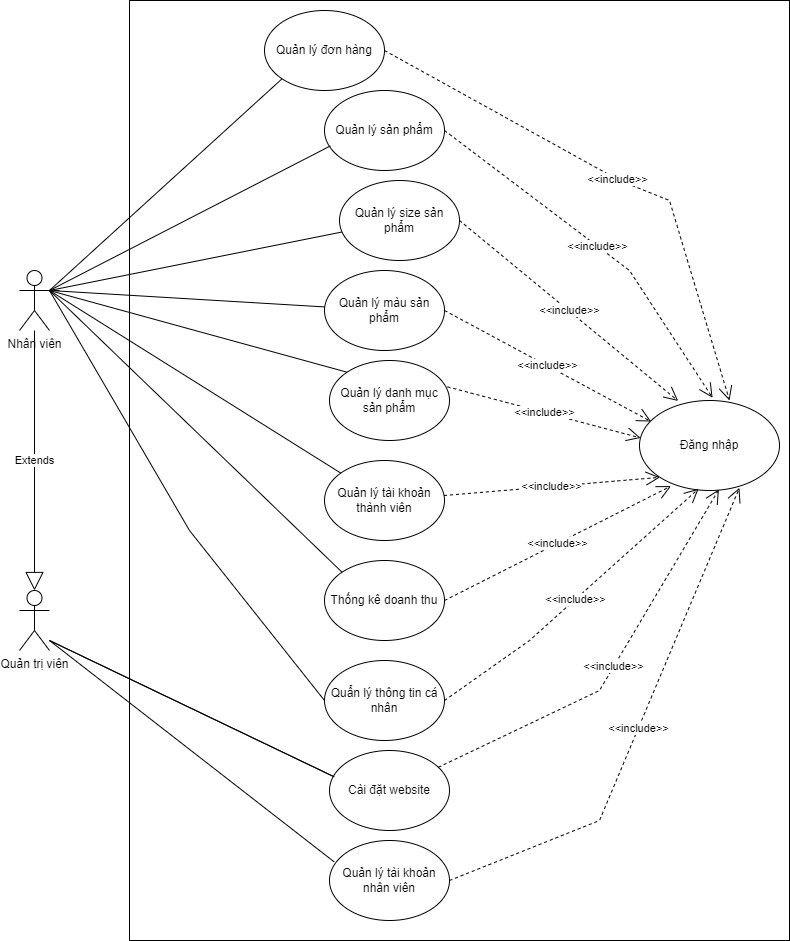 Quản lý đơn hàng
Quản lý sản phẩm
<<include>>
Quản lý size sản
phẩm
<<include>>
Quản lý màu sản
phẩm
<<include>>
Nhân viên
<<include>>
Quản lý danh mục
sản phẩm
<<include>>
Đăng nhập
Extends
Quản lý tài khoản
thành viên
<<include>>
<<include>>
Thống kê doanh thu
<<include>>
Quản trị viên
<<include>>
Quẩn lý thông tin cá
nhân
<<include>>
Cải đặt website
Quản lý tài khoản
nhân viên